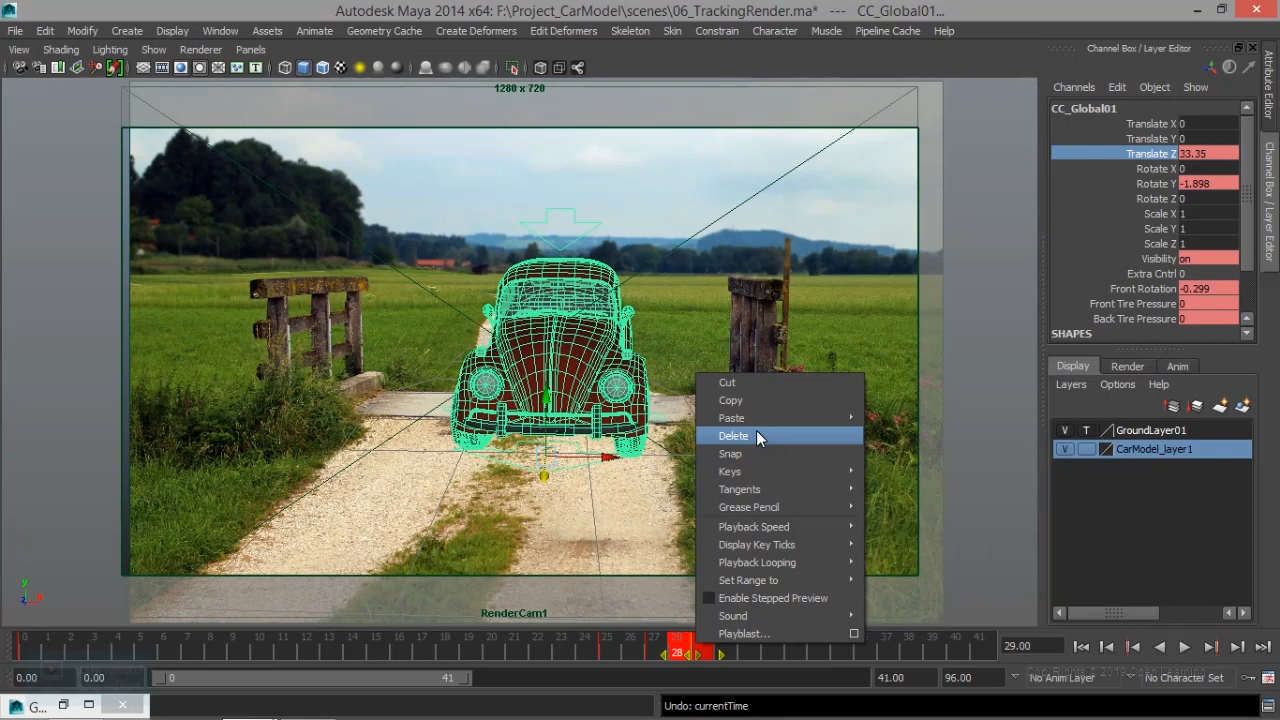 Autodesk Maya 2014 x64: F:\Project_CarModel\scenes\06_TrackingRender.ma* --- CC_Global01...
File Edit Modify Create Display Window Assets Animate Geometry Cache Create Deformers Edit Deformers Skeleton Skin Constrain Character Muscle Pipeline Cache Help
View Shading Lighting Show Renderer Panels
Channel Box / Layer Editor
Channels Edit Object Show
CC_Global01
Translate X 0
Translate Y 0
Translate Z 33.35
Rotate X 0
Rotate Y -1.898
Rotate Z 0
Scale X 1
Scale Y 1
Scale Z 1
Visibility on
Extra Cntrl 0
Front Rotation -0.299
Front Tire Pressure 0
Back Tire Pressure 0
SHAPES
Attribute Editor
Channel Box / Layer Editor
Display Render Anim
Layers Options Help
V T GroundLayer01
V CarModel_layer1
1280 x 720
RenderCam1
Cut
Copy
Paste
Delete
Snap
Keys
Tangents
Grease Pencil
Playback Speed
Display Key Ticks
Playback Looping
Set Range to
Enable Stepped Preview
Sound
Playblast...
0 1 2 3 4 5 6 7 8 9 10 11 12 13 14 15 16 17 18 19 20 21 22 23 24 25 26 27 28 37 38 39 40 41
29.00
0.00 0.00 0 41 41.00 96.00 No Anim Layer No Character Set
G...
Undo: currentTime